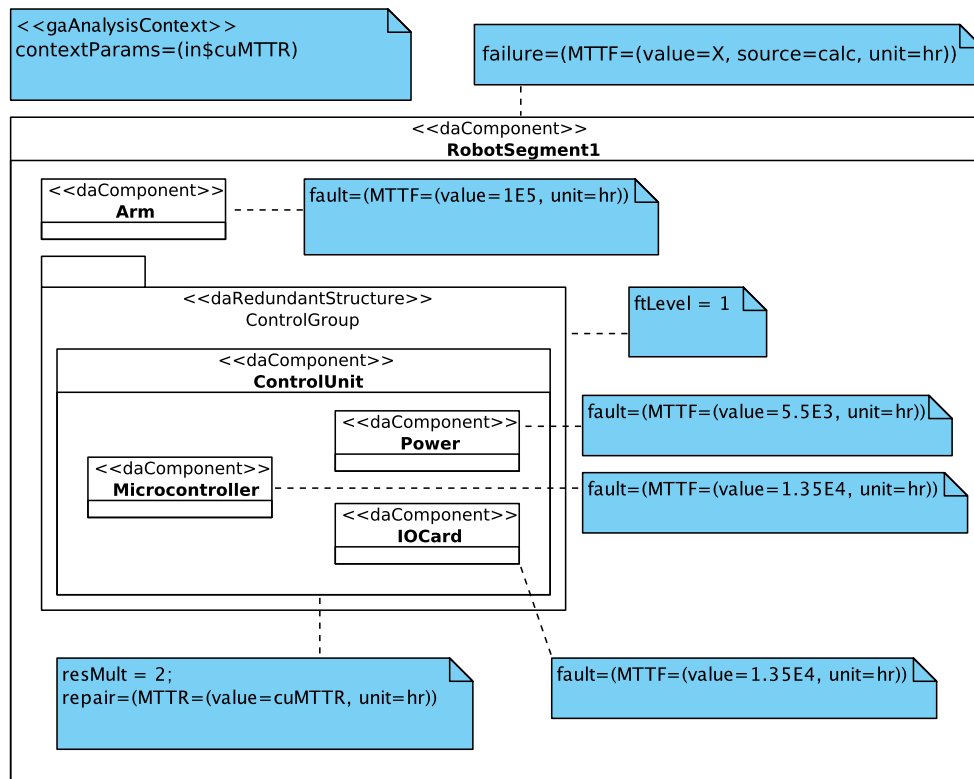 <<gaAnalysisContext>>
contextParams=(in$cuMTTR)
failure=(MTTF=(value=X, source=calc, unit=hr))
<<daComponent>>
RobotSegment1
<<daComponent>>
Arm
fault=(MTTF=(value=1E5, unit=hr))
<<daRedundantStructure>>
ControlGroup
ftLevel = 1
<<daComponent>>
ControlUnit
<<daComponent>>
Power
fault=(MTTF=(value=5.5E3, unit=hr))
<<daComponent>>
Microcontroller
fault=(MTTF=(value=1.35E4, unit=hr))
<<daComponent>>
IOCard
resMult = 2;
repair=(MTTR=(value=cuMTTR, unit=hr))
fault=(MTTF=(value=1.35E4, unit=hr))